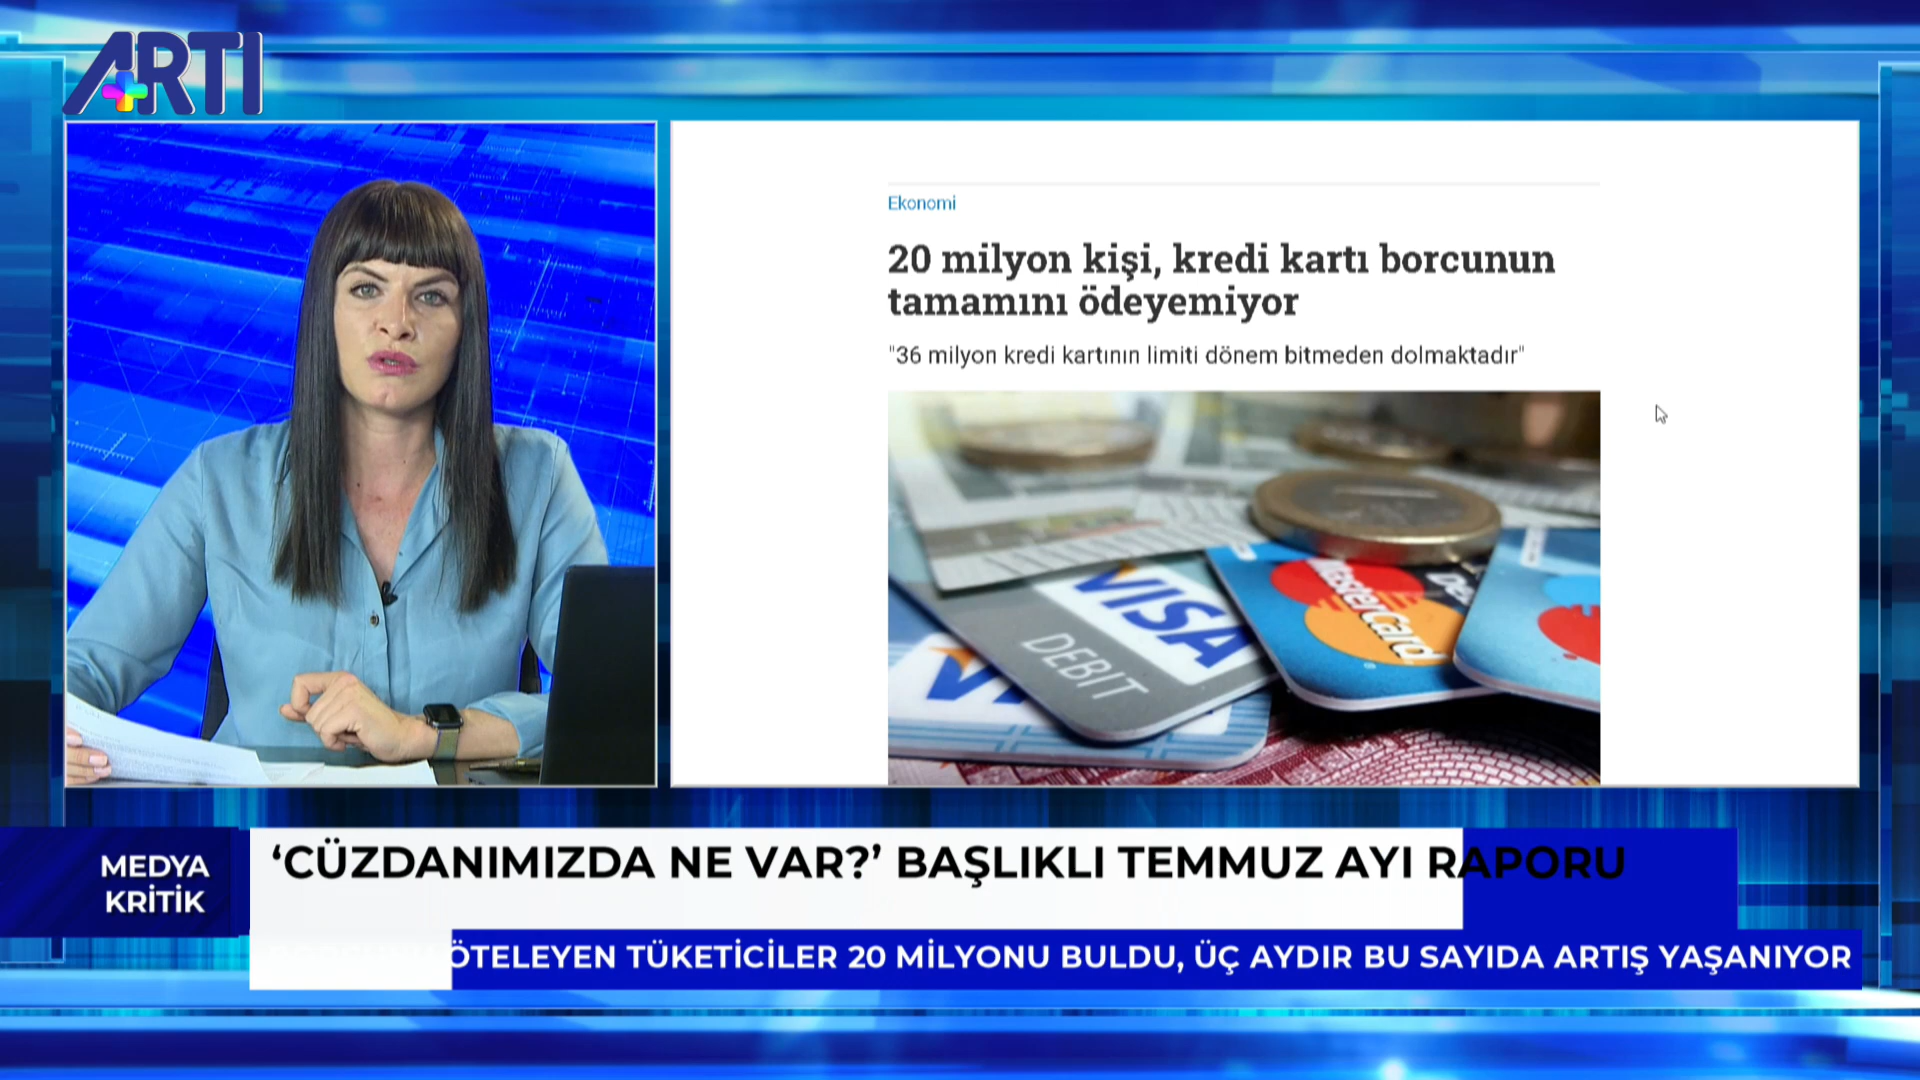 ARTI
Ekonomi
20 milyon kişi, kredi kartı borcunun
tamamını ödeyemiyor
"36 milyon kredi kartının limiti dönem bitmeden dolmaktadır"
VISA
DEBIT
MasterCard
MEDYA
KRİTİK
‘CÜZDANIMIZDA NE VAR?’ BAŞLIKLI TEMMUZ AYI RAPORU
ÖTELEYEN TÜKETİCİLER 20 MİLYONU BULDU, ÜÇ AYDIR BU SAYIDA ARTIŞ YAŞANIYOR